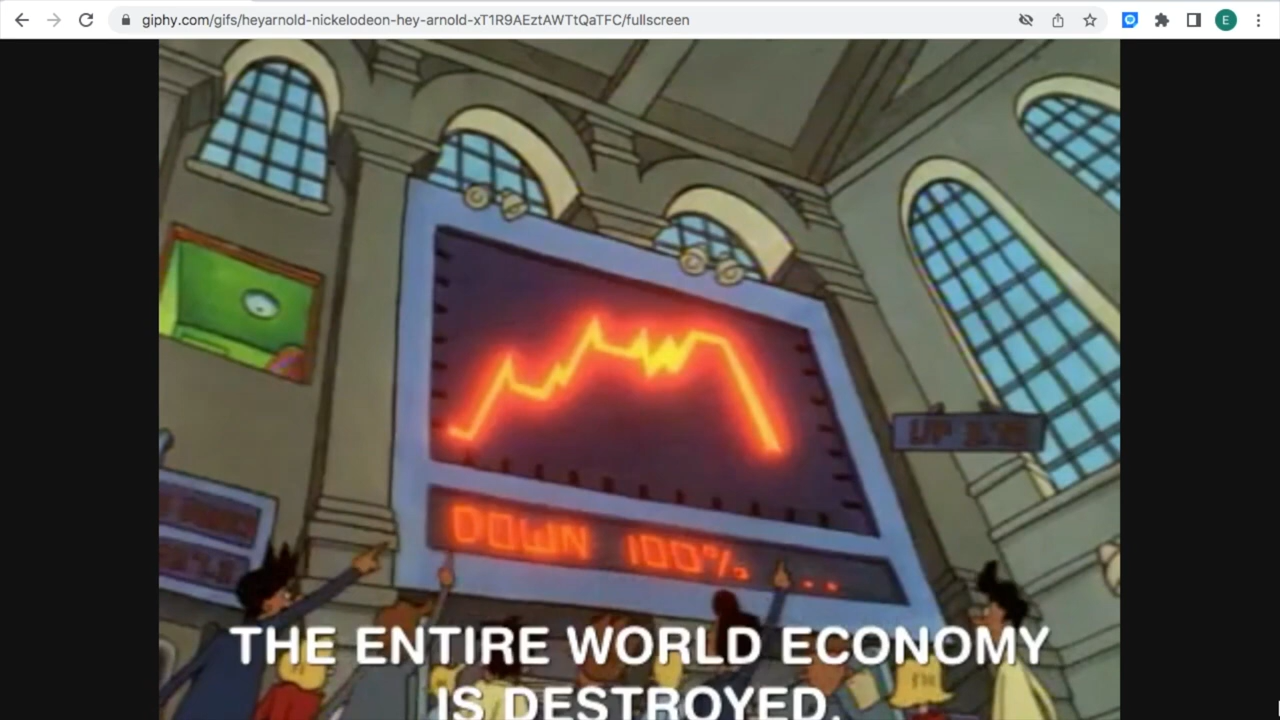 giphy.com/gifs/heyarnold-nickelodeon-hey-arnold-xT1R9AEztAWTtQaTFC/fullscreen
E
DOWN 100%...
THE ENTIRE WORLD ECONOMY
IS DESTROYED.